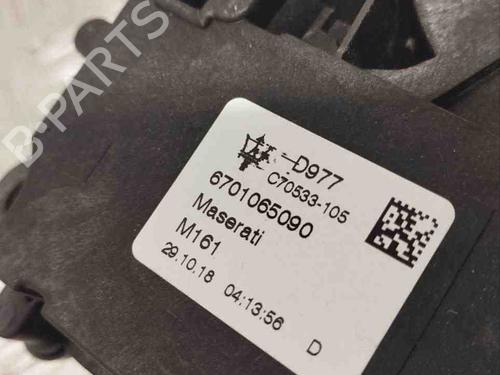 B-PARTS
D977
C70533-105
6701065090
Maserati
M161
29.10.18 04:13:56 D